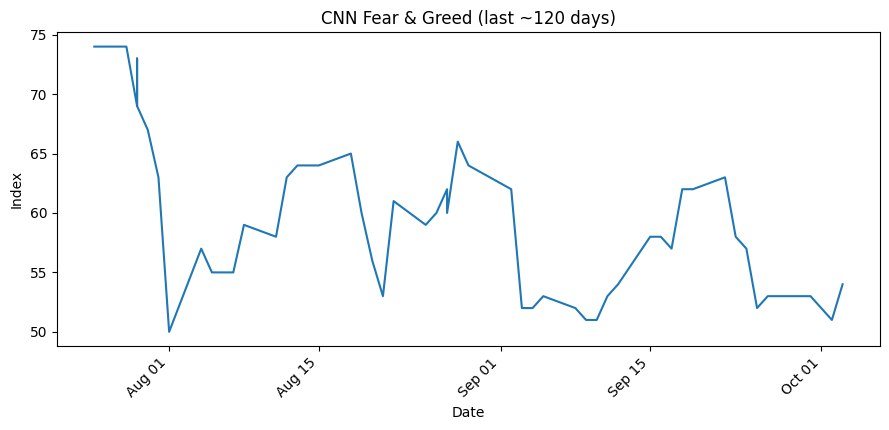 CNN Fear & Greed (last ~120 days)
75
70
65
60
55
50
Index
Aug 01
Aug 15
Sep 01
Sep 15
Oct 01
Date